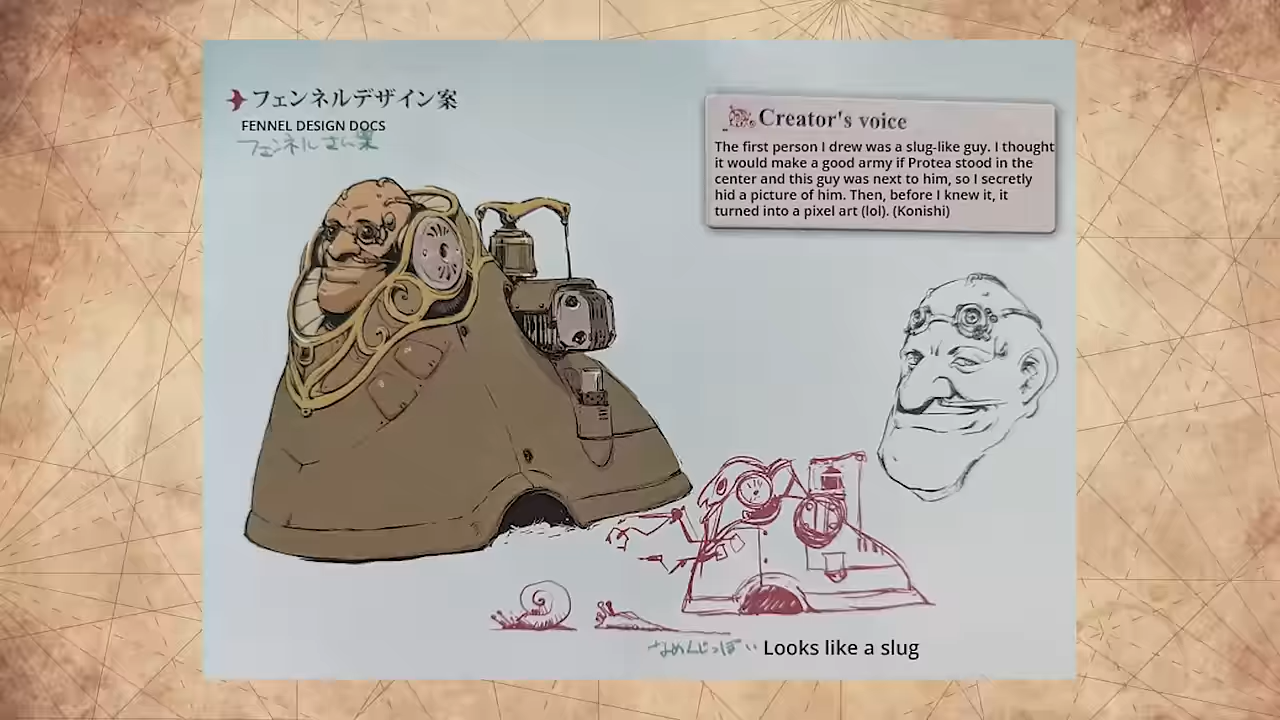 フェンネルデザイン案
FENNEL DESIGN DOCS
フェンネルさん案
Creator's voice
The first person I drew was a slug-like guy. I thought
it would make a good army if Protea stood in the
center and this guy was next to him, so I secretly
hid a picture of him. Then, before I knew it, it
turned into a pixel art (lol). (Konishi)
なめくじっぽい
Looks like a slug